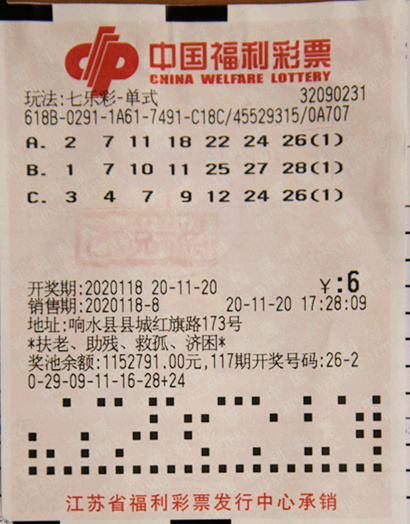 中国福利彩票
CHINA WELFARE LOTTERY
玩法:七乐彩-单式 32090231
618B-0291-1A61-7491-C18C/45529315/0A707
A. 2 7 11 18 22 24 26(1)
B. 1 7 10 11 25 27 28(1)
C. 3 4 7 9 12 24 26(1)
开奖期:2020118 20-11-20 ¥:6
销售期:2020118-8 20-11-20 17:28:09
地址:响水县县城红旗路173号
*扶老、助残、救孤、济困*
奖池余额:1152791.00元,117期开奖号码:26-2
0-29-09-11-16-28+24
江苏省福利彩票发行中心承销